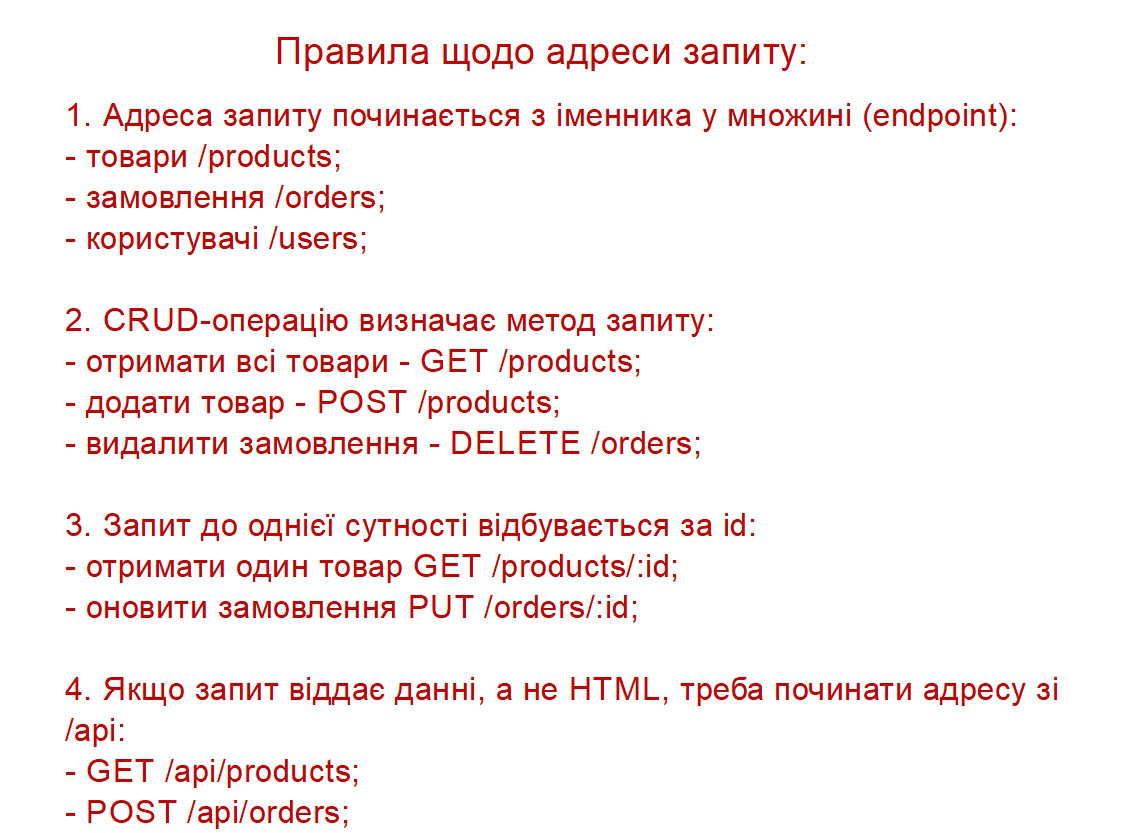 Правила щодо адреси запиту:
1. Адреса запиту починається з іменника у множині (endpoint):
- товари /products;
- замовлення /orders;
- користувачі /users;
2. CRUD-операцію визначає метод запиту:
- отримати всі товари - GET /products;
- додати товар - POST /products;
- видалити замовлення - DELETE /orders;
3. Запит до однієї сутності відбувається за id:
- отримати один товар GET /products/:id;
- оновити замовлення PUT /orders/:id;
4. Якщо запит віддає данні, а не HTML, треба починати адресу зі
/api:
- GET /api/products;
- POST /api/orders;